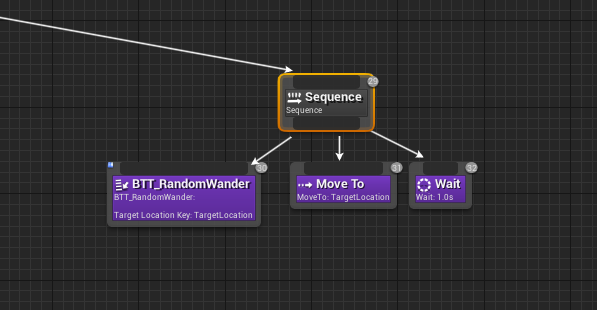 29
Sequence
Sequence
30
BTT_RandomWander
BTT_RandomWander:
Target Location Key: TargetLocation
31
Move To
MoveTo: TargetLocation
32
Wait
Wait: 1.0s